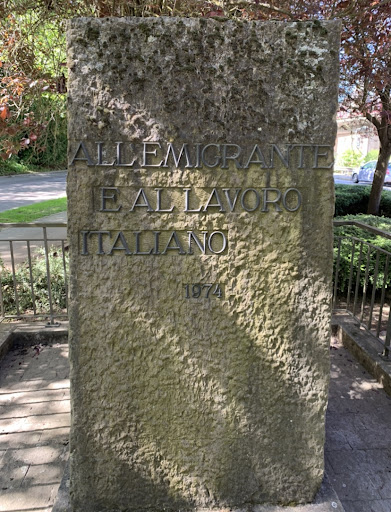 ALL'EMIGRANTE
E AL LAVORO
ITALIANO
1974